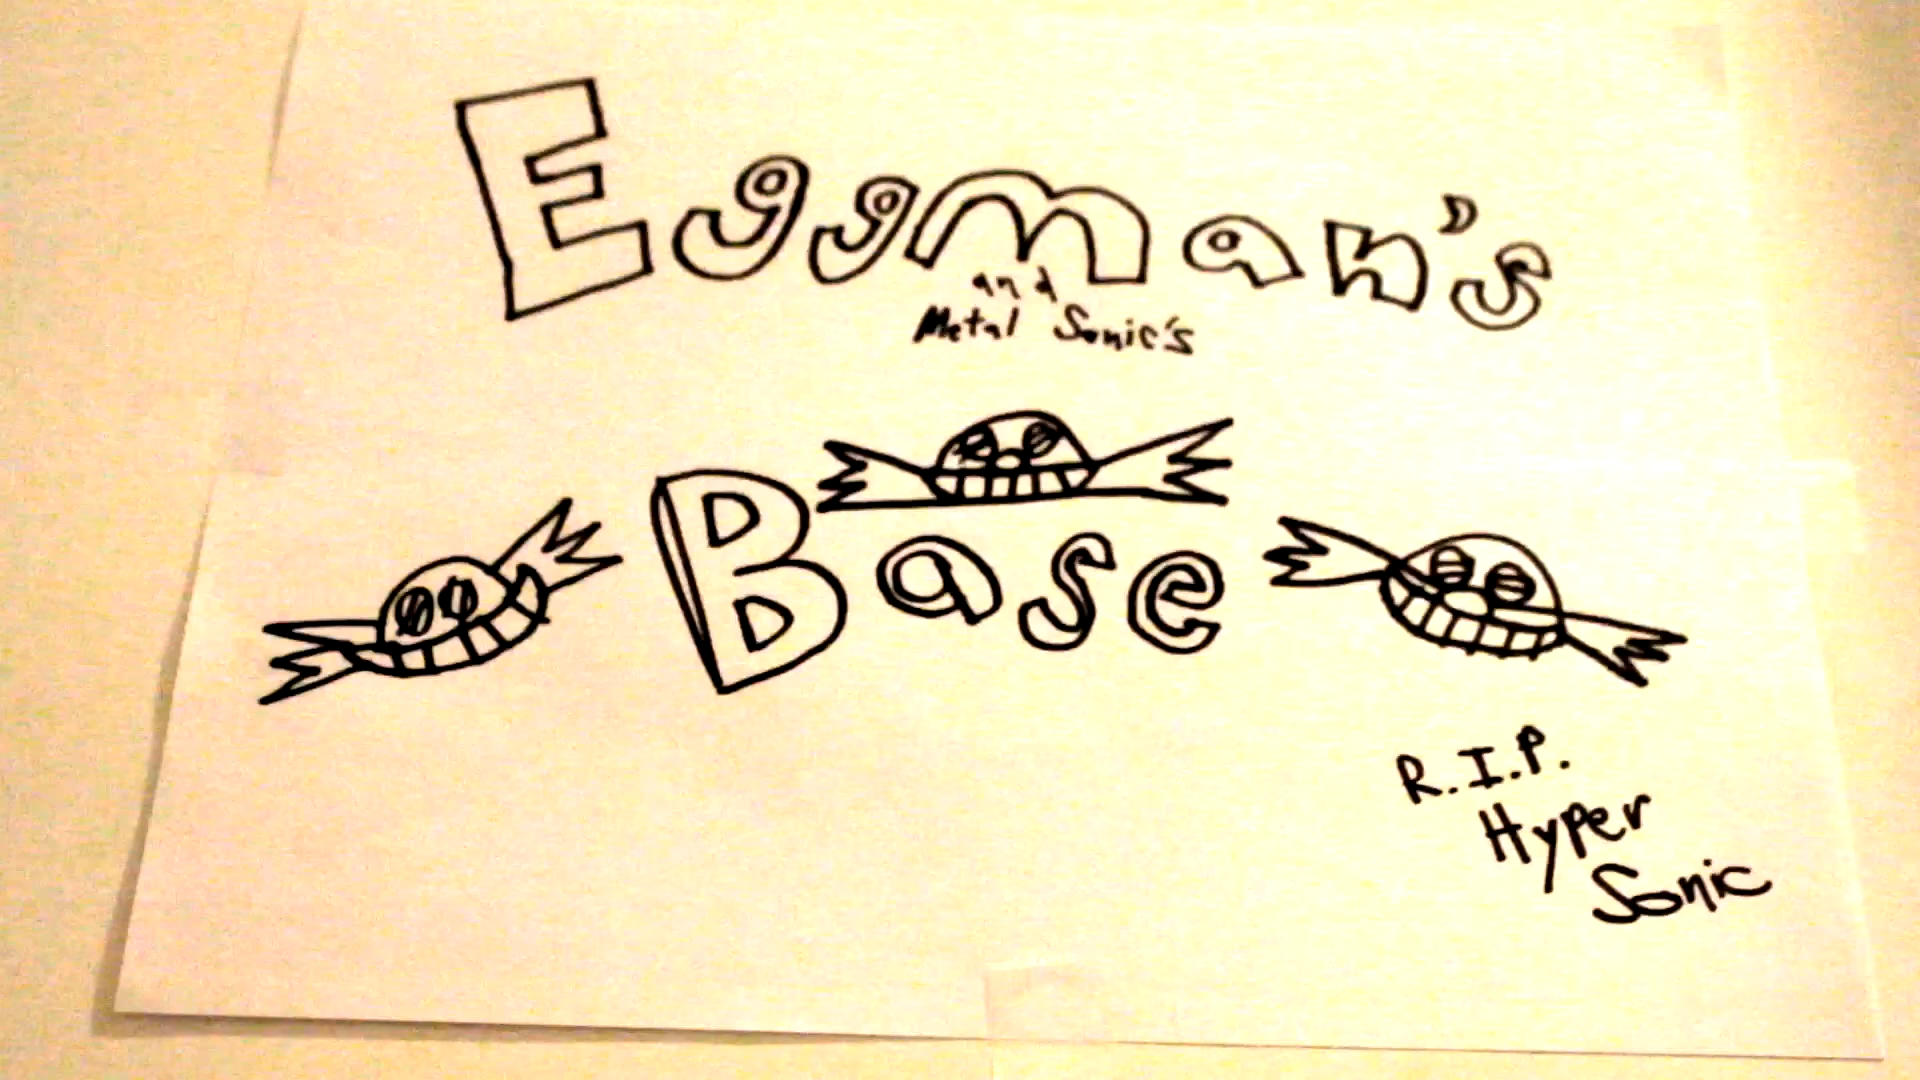 Eggman's
and
Metal Sonic's
Base
R.I.P.
Hyper
Sonic